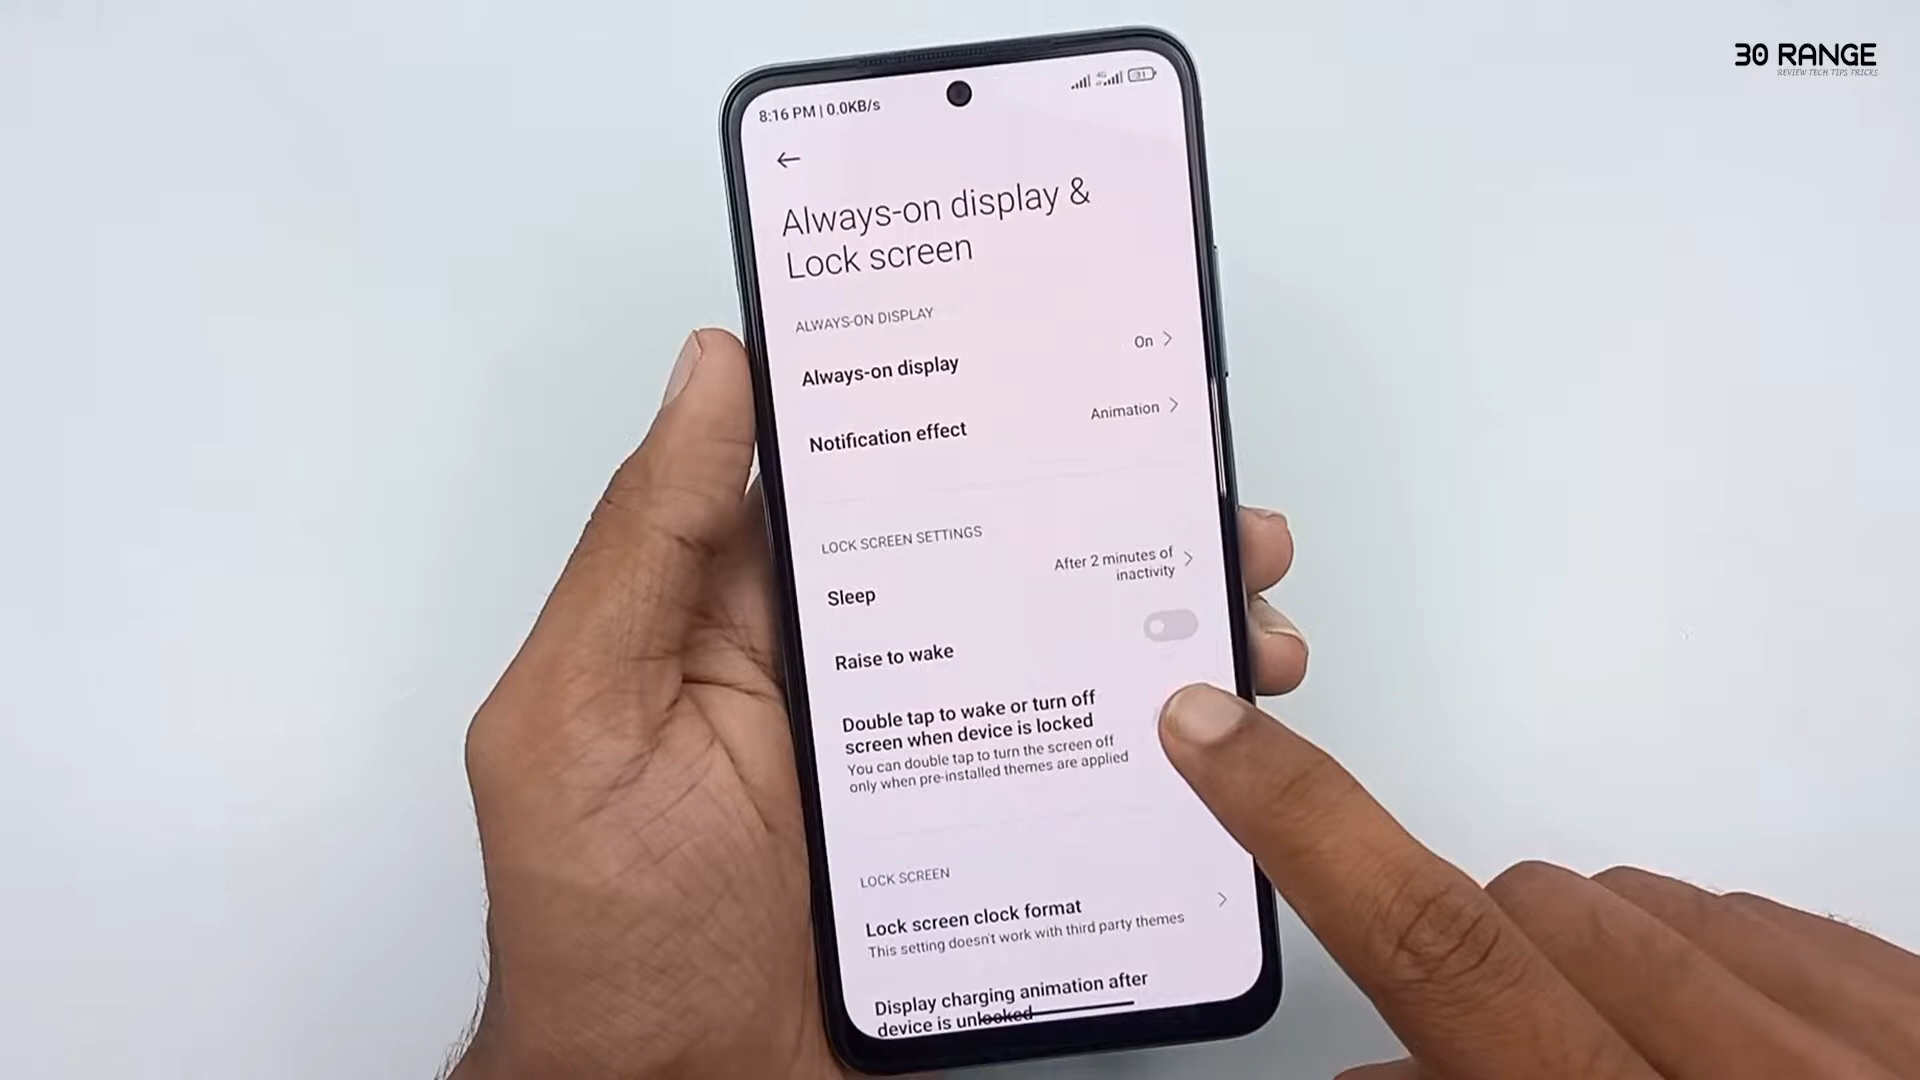 30 RANGE
REVIEW TECH TIPS TRICKS
8:16 PM | 0.0KB/s
4G
31
Always-on display &
Lock screen
ALWAYS-ON DISPLAY
Always-on display
On
Notification effect
Animation
LOCK SCREEN SETTINGS
Sleep
After 2 minutes of
inactivity
Raise to wake
Double tap to wake or turn off
screen when device is locked
You can double tap to turn the screen off
only when pre-installed themes are applied
LOCK SCREEN
Lock screen clock format
This setting doesn't work with third party themes
Display charging animation after
device is unlocked